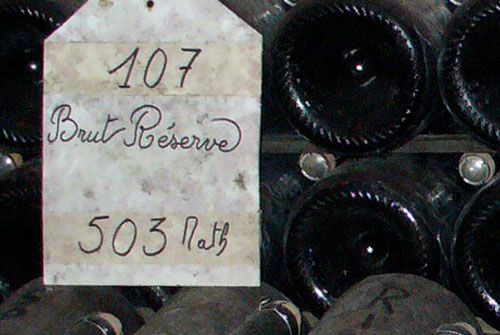 107
Brut Réserve
503 Math